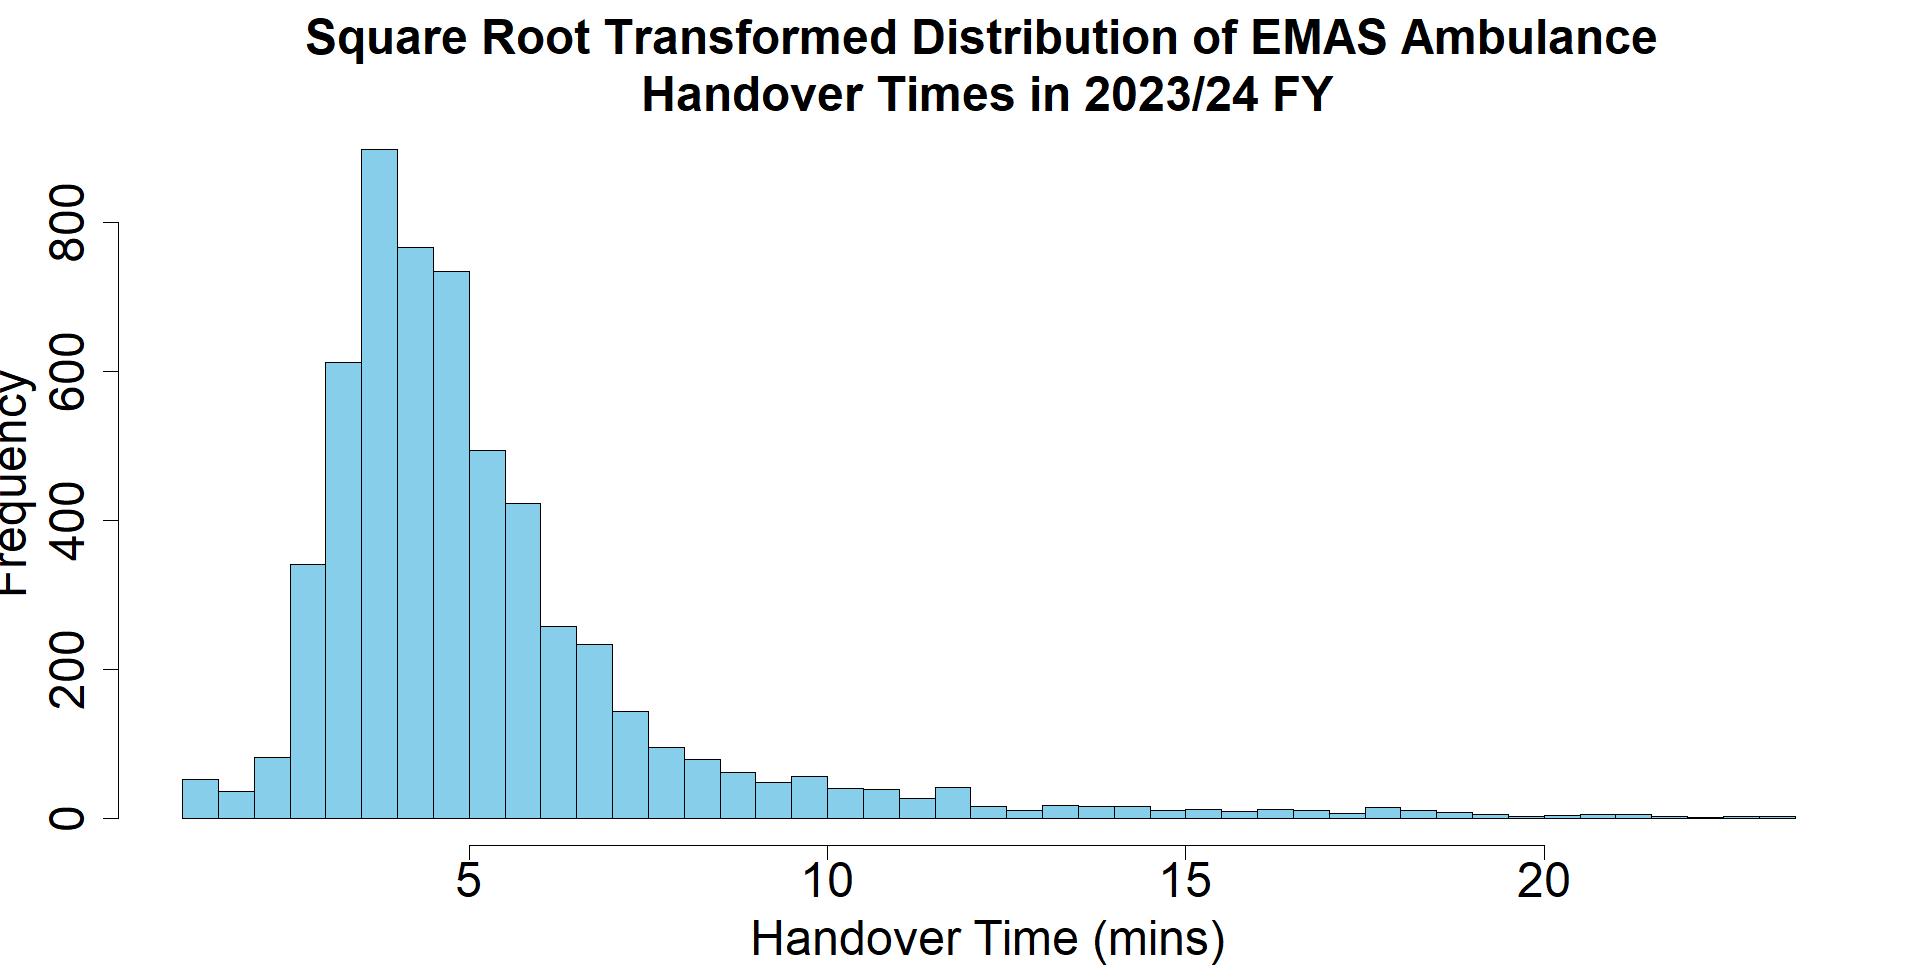 Square Root Transformed Distribution of EMAS Ambulance
Handover Times in 2023/24 FY
Frequency
800
600
400
200
0
5 10 15 20
Handover Time (mins)